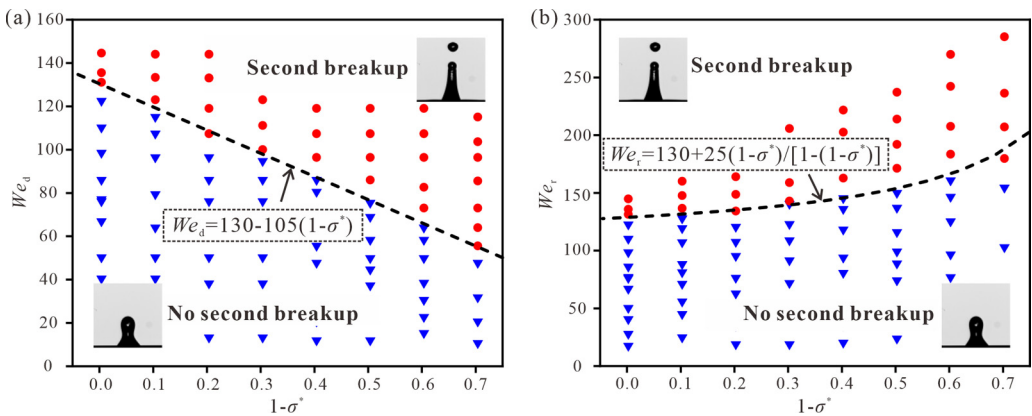 (a)
160
140
120
100
80
60
40
20
0
We_d
Second breakup
We_d=130-105(1-σ*)
No second breakup
0.0 0.1 0.2 0.3 0.4 0.5 0.6 0.7
1-σ*
(b)
300
250
200
150
100
50
0
We_r
Second breakup
We_r=130+25(1-σ*)/[1-(1-σ*)]
No second breakup
0.0 0.1 0.2 0.3 0.4 0.5 0.6 0.7
1-σ*